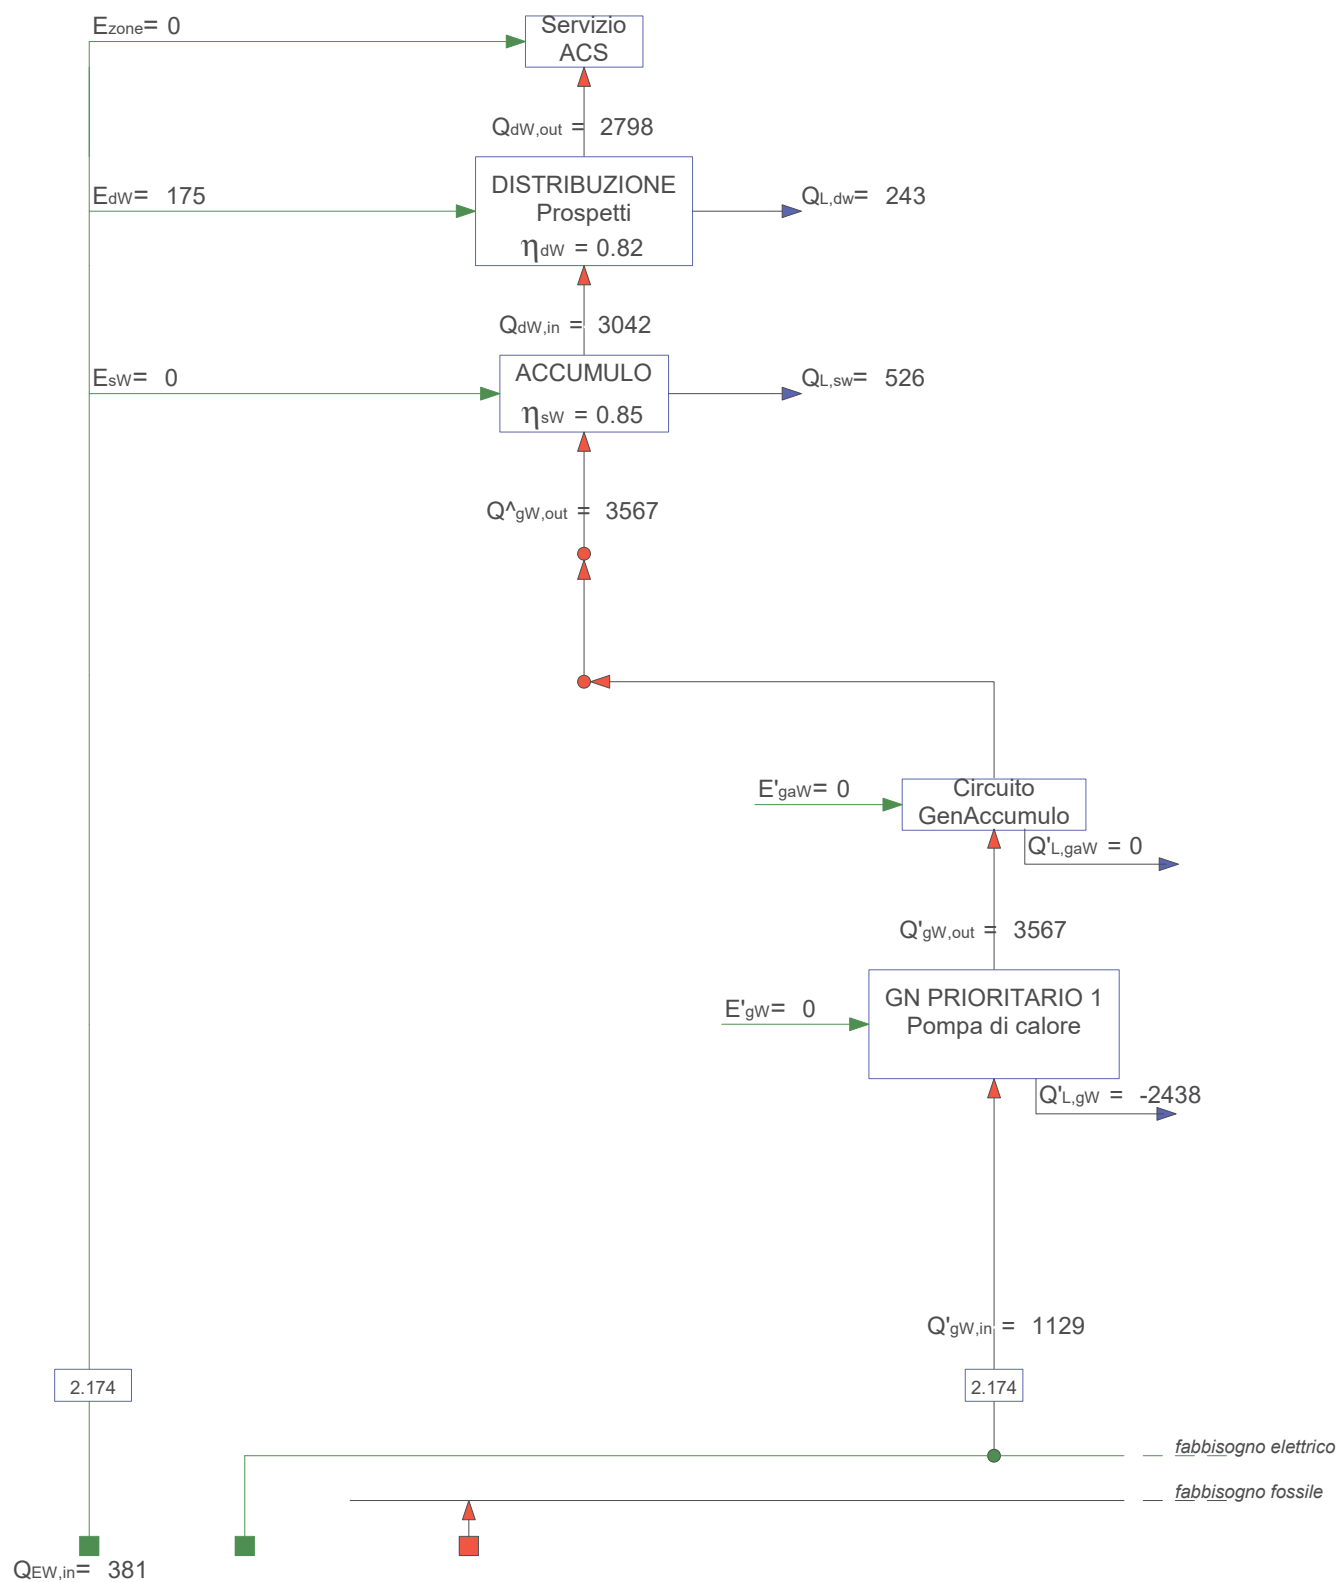 Ezone= 0
Servizio
ACS
QdW,out = 2798
EdW= 175
DISTRIBUZIONE
Prospetti
ηdW = 0.82
QL,dw= 243
QdW,in = 3042
EsW= 0
ACCUMULO
ηsW = 0.85
QL,sw= 526
Q^gW,out = 3567
E'gaW= 0
Circuito
GenAccumulo
Q'L,gaW = 0
Q'gW,out = 3567
E'gW= 0
GN PRIORITARIO 1
Pompa di calore
Q'L,gW = -2438
Q'gW,in = 1129
2.174
2.174
fabbisogno elettrico
fabbisogno fossile
QEW,in= 381